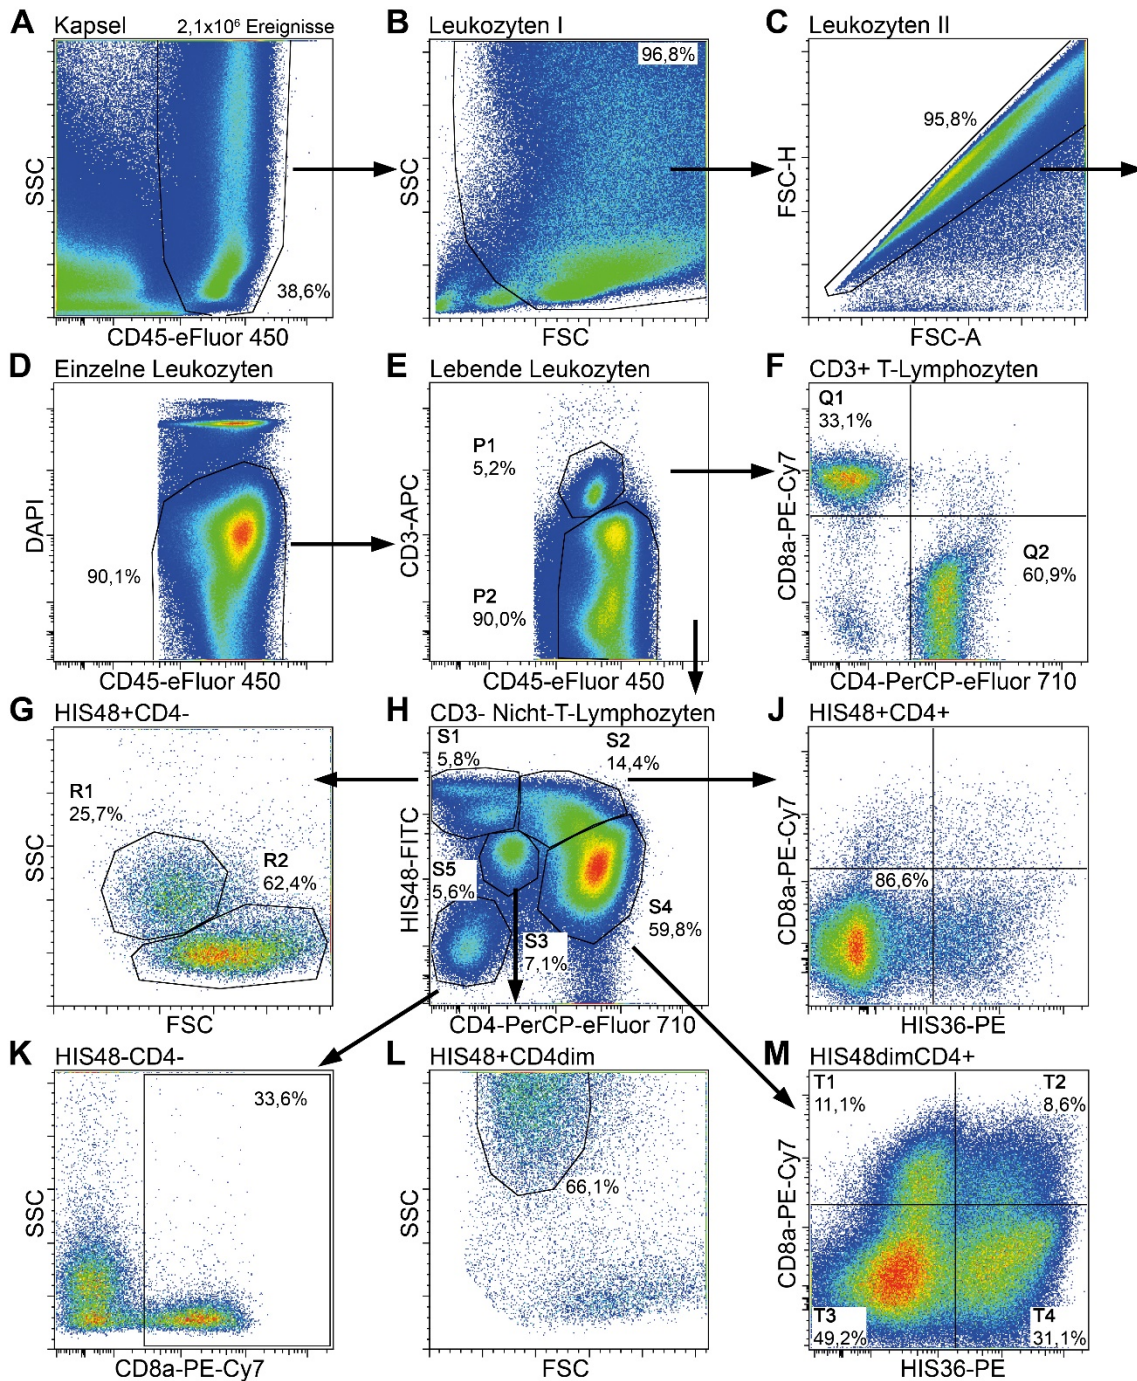 A Kapsel 2,1x10⁶ Ereignisse
SSC
38,6%
CD45-eFluor 450
B Leukozyten I
96,8%
SSC
FSC
C Leukozyten II
95,8%
FSC-H
FSC-A
D Einzelne Leukozyten
DAPI
90,1%
CD45-eFluor 450
E Lebende Leukozyten
P1
5,2%
CD3-APC
P2
90,0%
CD45-eFluor 450
F CD3+ T-Lymphozyten
Q1
33,1%
CD8a-PE-Cy7
Q2
60,9%
CD4-PerCP-eFluor 710
G HIS48+CD4-
R1
25,7%
SSC
R2
62,4%
FSC
H CD3- Nicht-T-Lymphozyten
S1
5,8%
S2
14,4%
HIS48-FITC
S5
5,6%
S3
7,1%
S4
59,8%
CD4-PerCP-eFluor 710
J HIS48+CD4+
CD8a-PE-Cy7
86,6%
HIS36-PE
K HIS48-CD4-
33,6%
SSC
CD8a-PE-Cy7
L HIS48+CD4dim
SSC
66,1%
FSC
M HIS48dimCD4+
T1
11,1%
T2
8,6%
CD8a-PE-Cy7
T3
49,2%
T4
31,1%
HIS36-PE